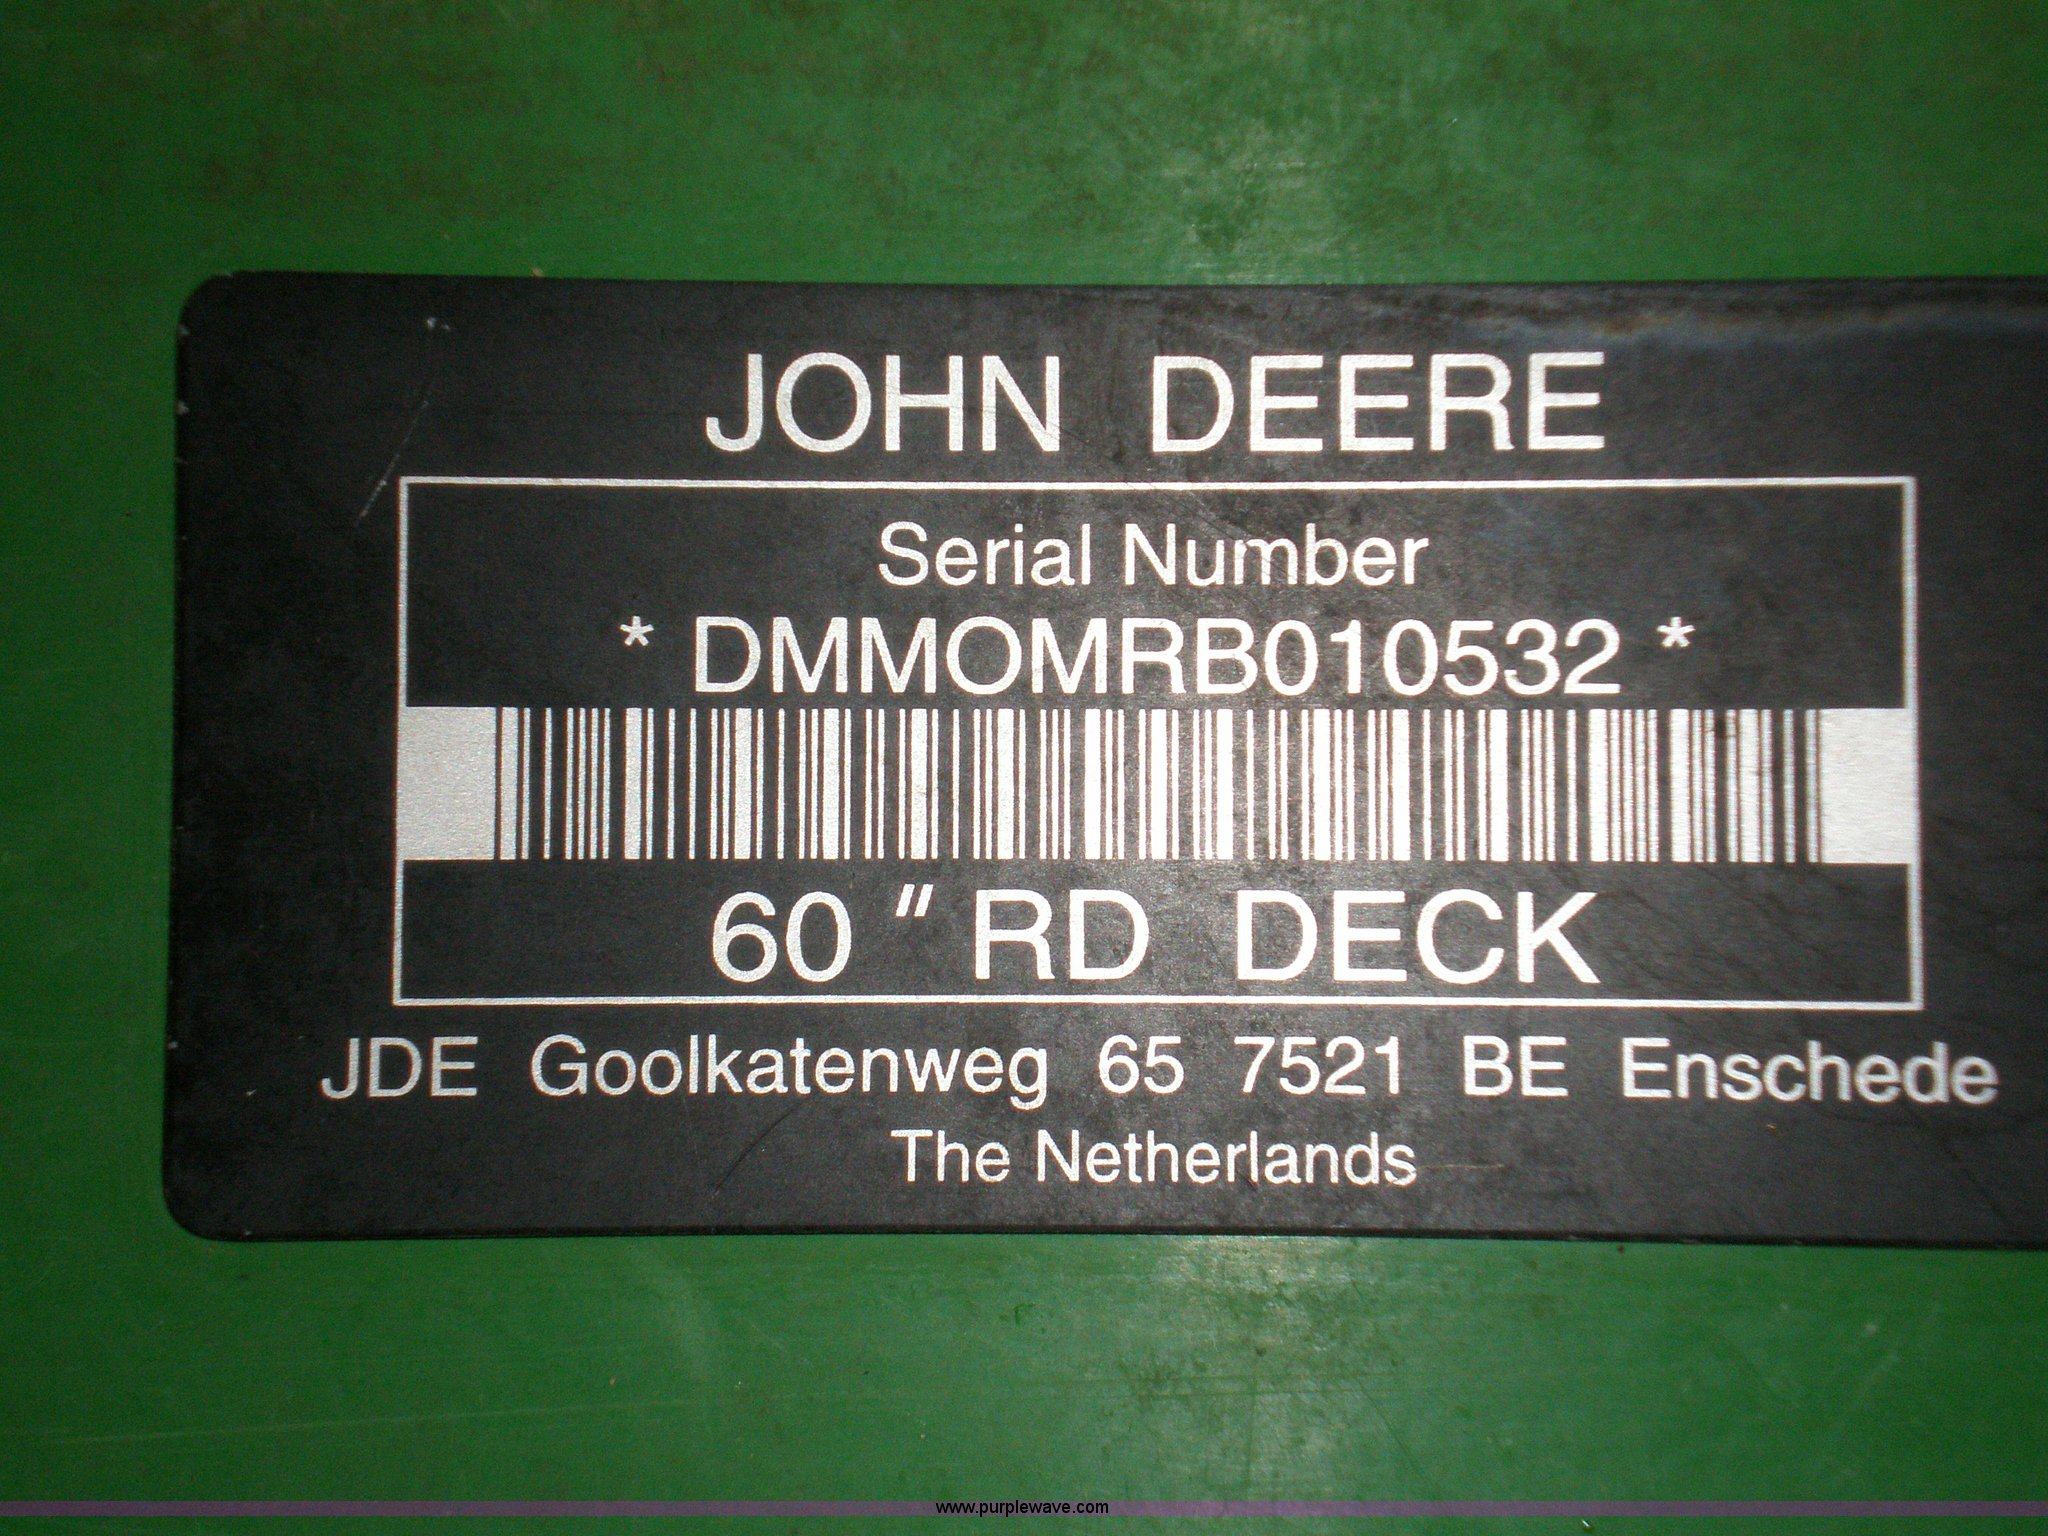 JOHN DEERE
Serial Number
* DMMOMRB010532 *
60 " RD DECK
JDE Goolkatenweg 65 7521 BE Enschede
The Netherlands
www.purplewave.com